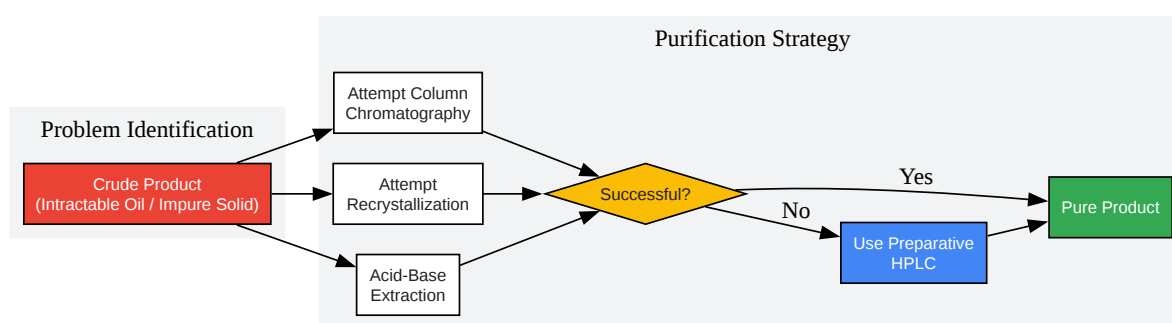 Purification Strategy
Problem Identification
Crude Product
(Intractable Oil / Impure Solid)
Attempt Column
Chromatography
Attempt
Recrystallization
Acid-Base
Extraction
Successful?
Yes
No
Use Preparative
HPLC
Pure Product